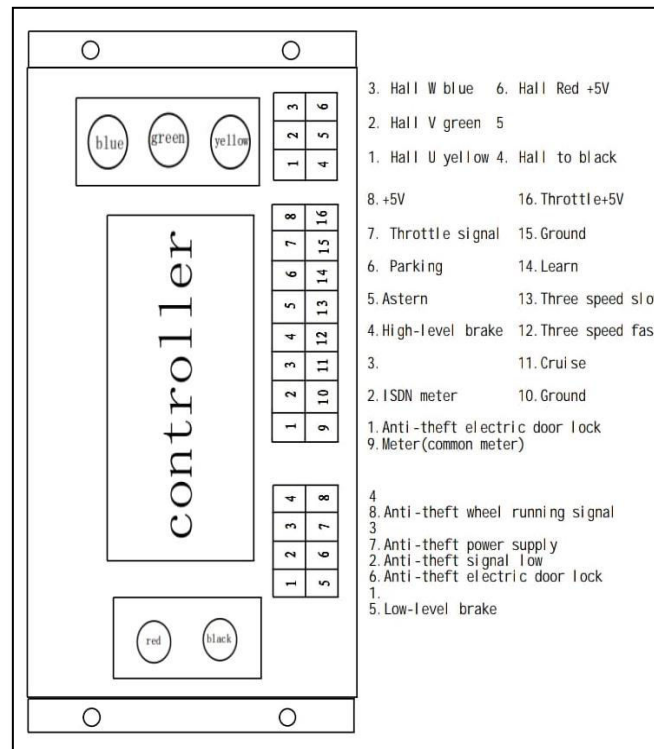 blue green yellow
3 6
2 5
1 4
3. Hall W blue 6. Hall Red +5V
2. Hall V green 5
1. Hall U yellow 4. Hall to black
controller
8 16
7 15
6 14
5 13
4 12
3 11
2 10
1 9
8. +5V 16. Throttle+5V
7. Throttle signal 15. Ground
6. Parking 14. Learn
5. Astern 13. Three speed slo
4. High-level brake 12. Three speed fas
3. 11. Cruise
2. ISDN meter 10. Ground
1. Anti-theft electric door lock
9. Meter(common meter)
4 8
3 7
2 6
1 5
4
8. Anti-theft wheel running signal
3
7. Anti-theft power supply
2. Anti-theft signal low
6. Anti-theft electric door lock
1.
5. Low-level brake
red black